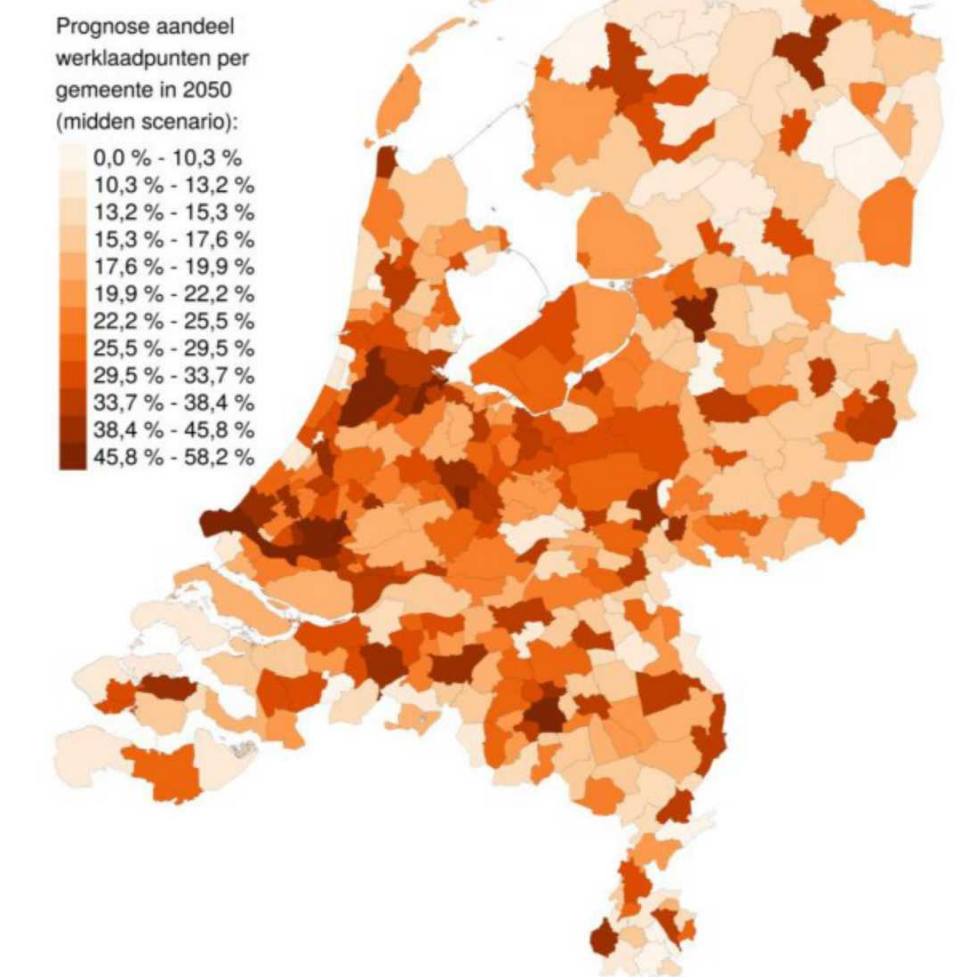 Prognose aandeel
werklaadpunten per
gemeente in 2050
(midden scenario):
0,0 % - 10,3 %
10,3 % - 13,2 %
13,2 % - 15,3 %
15,3 % - 17,6 %
17,6 % - 19,9 %
19,9 % - 22,2 %
22,2 % - 25,5 %
25,5 % - 29,5 %
29,5 % - 33,7 %
33,7 % - 38,4 %
38,4 % - 45,8 %
45,8 % - 58,2 %